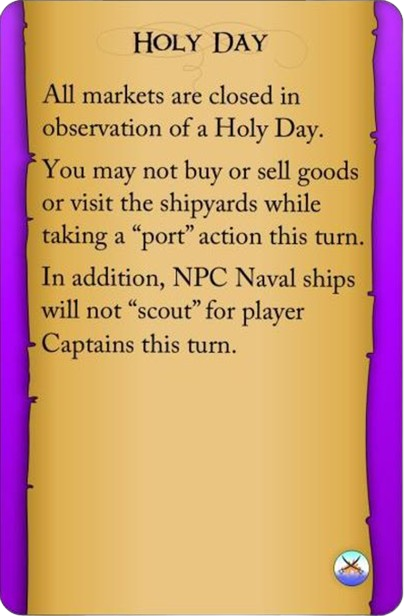 HOLY DAY
All markets are closed in
observation of a Holy Day.
You may not buy or sell goods
or visit the shipyards while
taking a “port” action this turn.
In addition, NPC Naval ships
will not “scout” for player
Captains this turn.